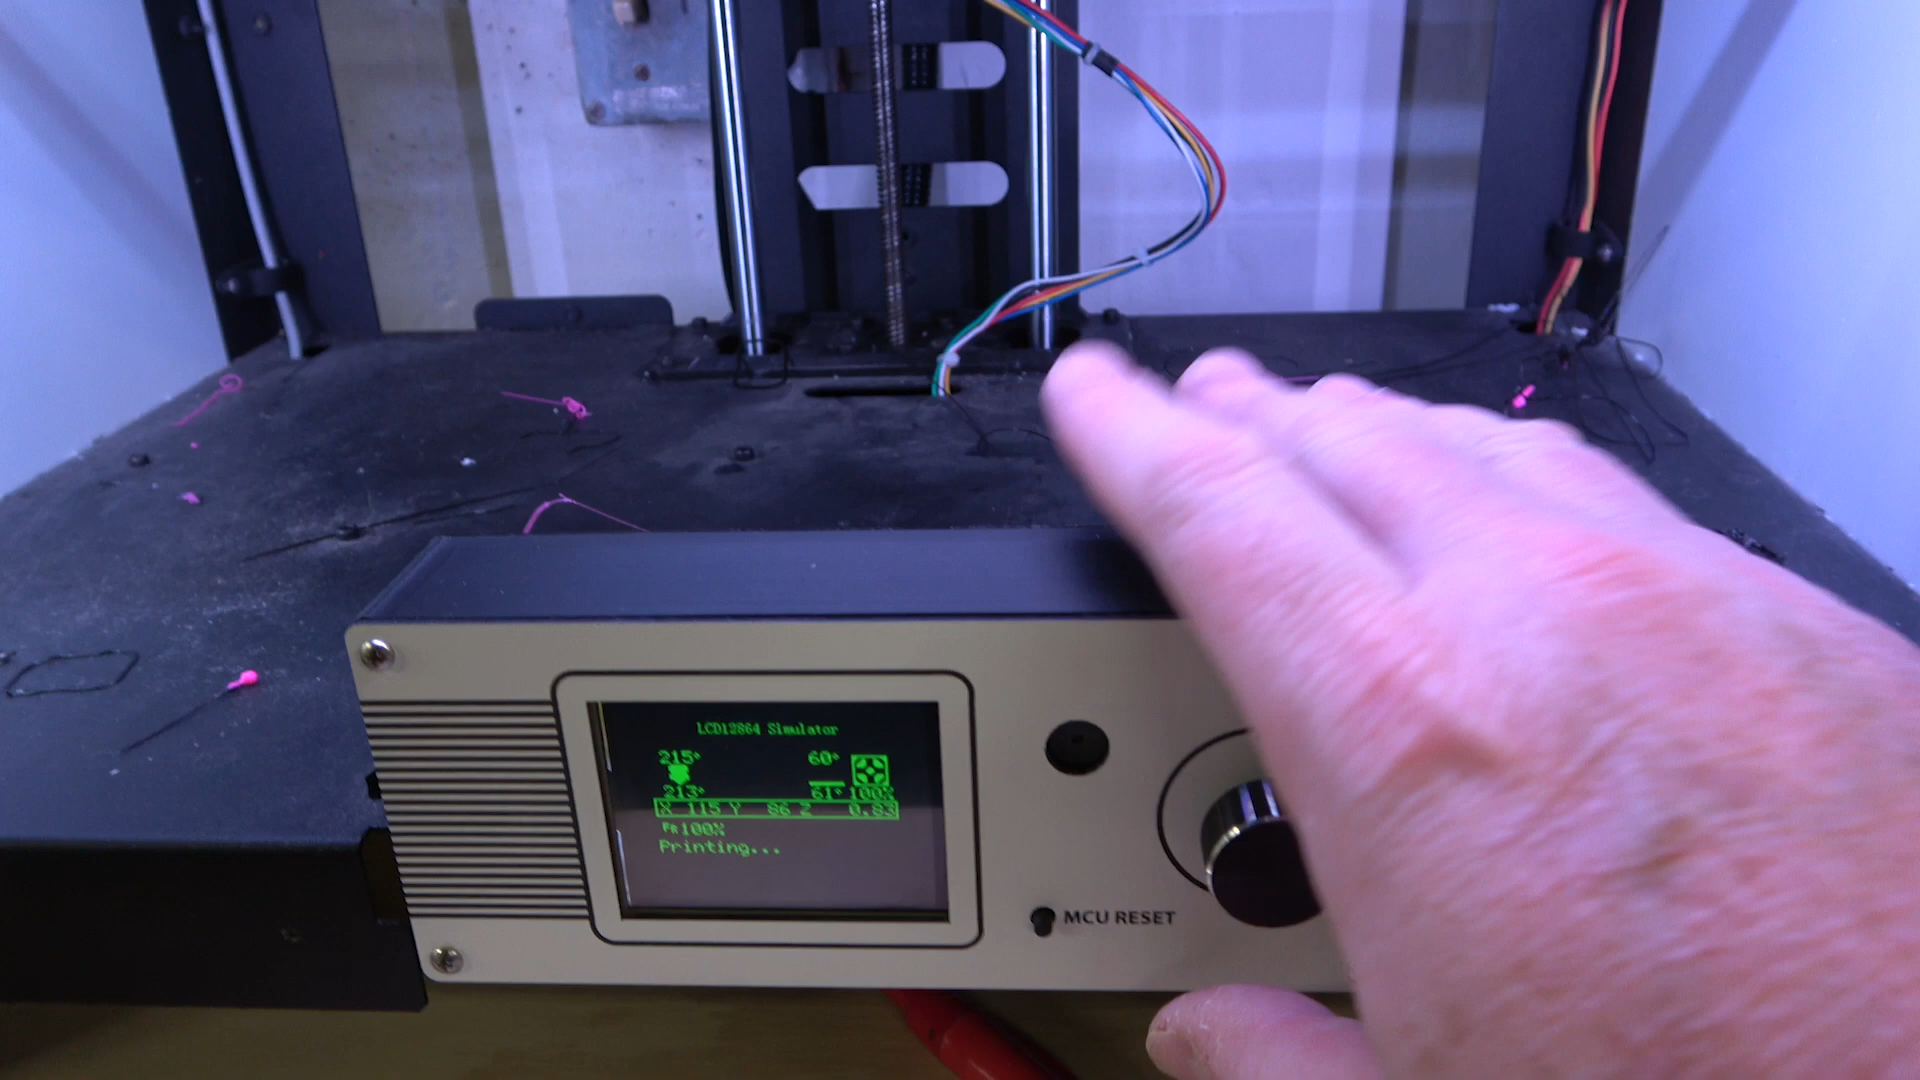 LCD12864 Simulator
215° 60°
213° 61° 100%
X 115 Y 86 Z 0.83
FR 100%
Printing...
MCU RESET